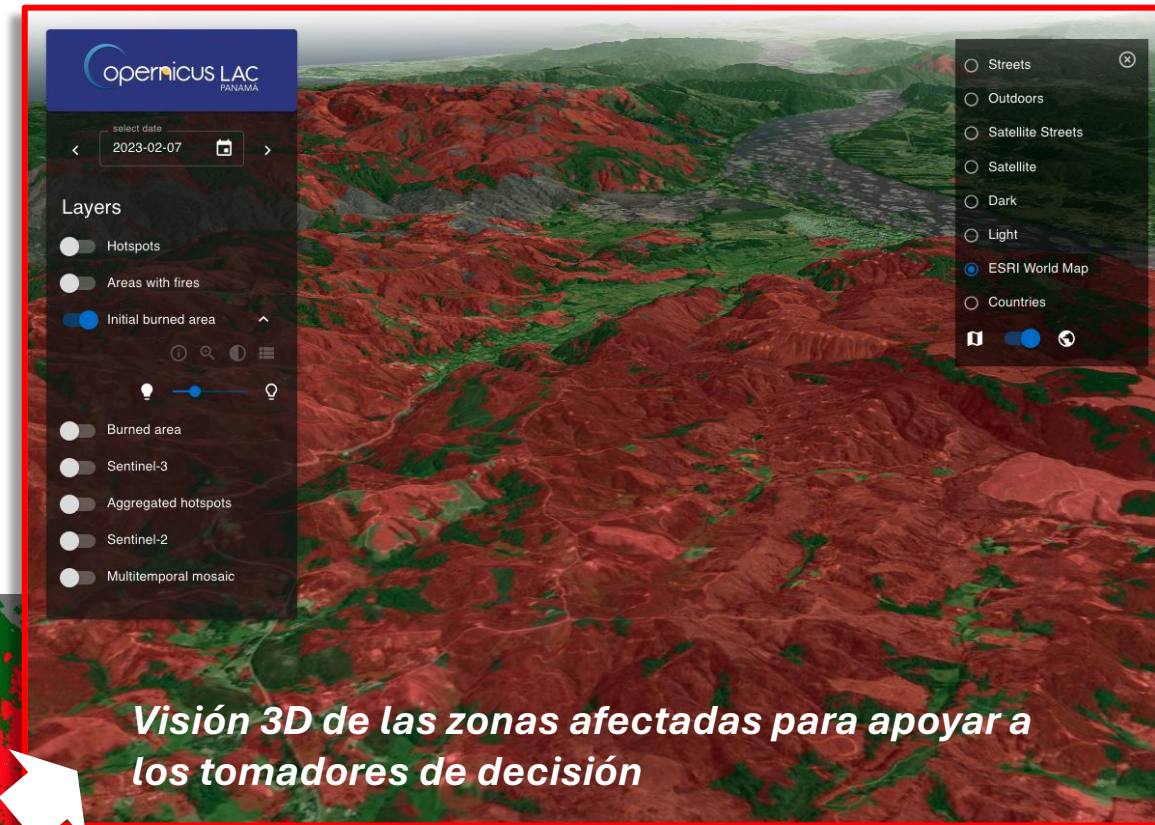 Copernicus LAC
PANAMÁ
select date
2023-02-07
Layers
Hotspots
Areas with fires
Initial burned area
Burned area
Sentinel-3
Aggregated hotspots
Sentinel-2
Multitemporal mosaic
Streets
Outdoors
Satellite Streets
Satellite
Dark
Light
ESRI World Map
Countries
Visión 3D de las zonas afectadas para apoyar a
los tomadores de decisión